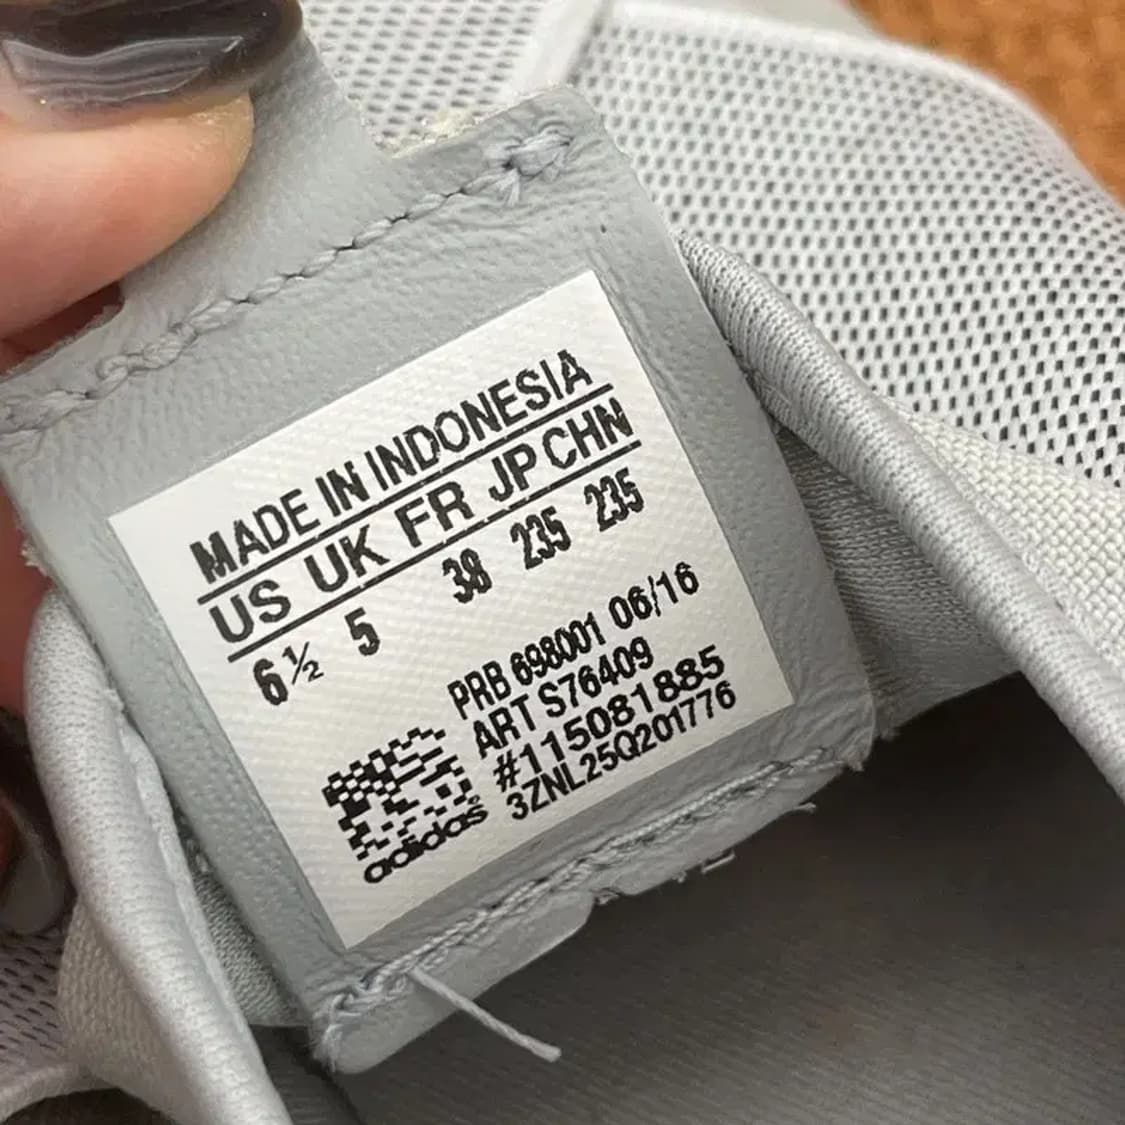 MADE IN INDONESIA
US UK FR JP CHN
6½ 5 38 235 235
PRB 698001 06/16
ART S76409
#115081885
3ZNL25Q201776
adidas